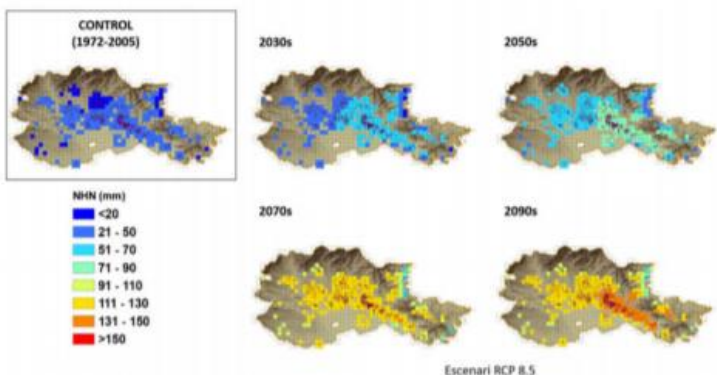 CONTROL
(1972-2005)
2030s
2050s
NHN (mm)
<20
21 - 50
51 - 70
71 - 90
91 - 110
111 - 130
131 - 150
>150
2070s
2090s
Escenari RCP 8.5